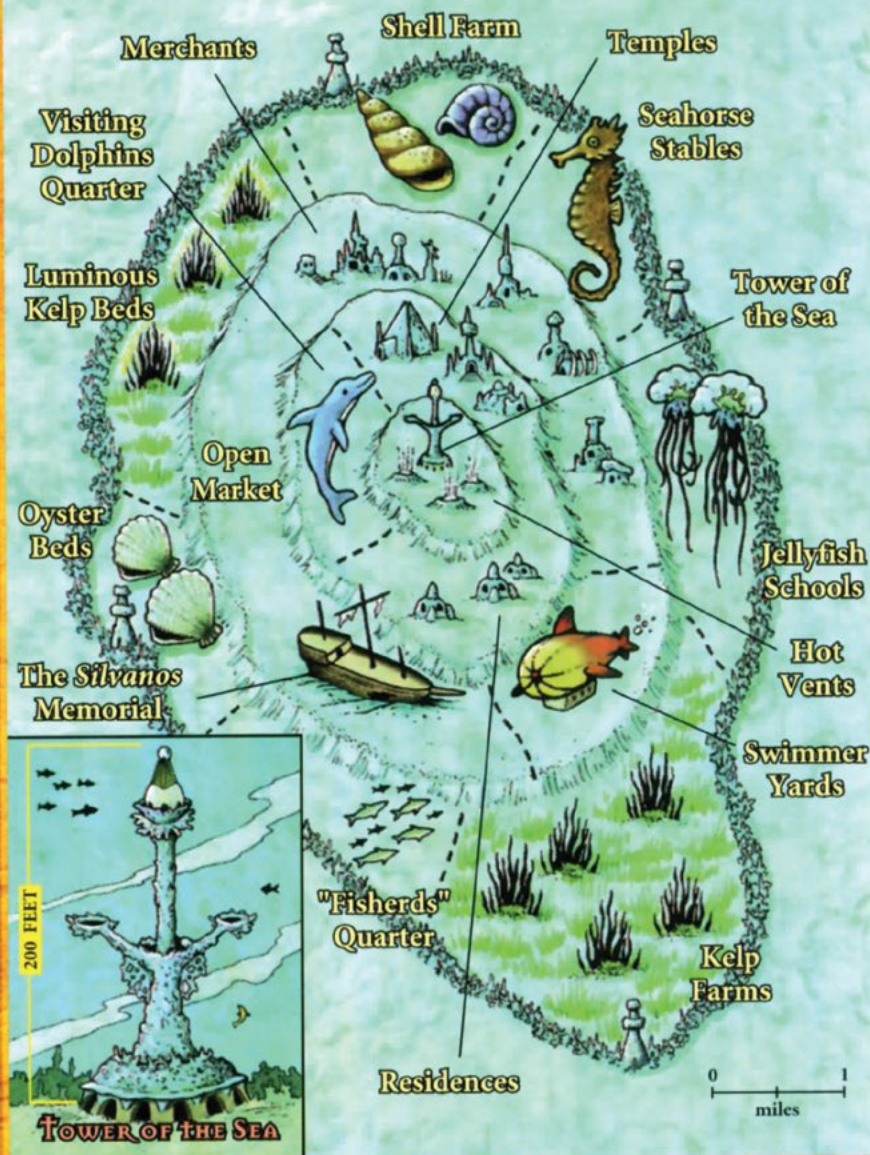 Shell Farm
Merchants
Temples
Visiting
Dolphins
Quarter
Seahorse
Stables
Luminous
Kelp Beds
Tower of
the Sea
Open
Market
Oyster
Beds
Jellyfish
Schools
Hot
Vents
The Silvanos
Memorial
Swimmer
Yards
"Fisherds"
Quarter
Kelp
Farms
Residences
0 1
miles
200 FEET
TOWER OF THE SEA